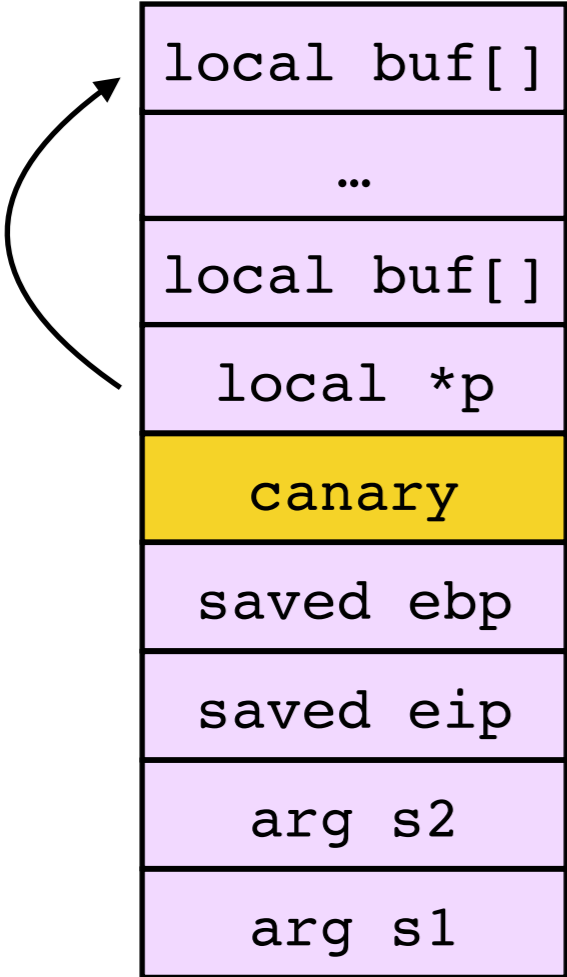 local buf[]
…
local buf[]
local *p
canary
saved ebp
saved eip
arg s2
arg s1